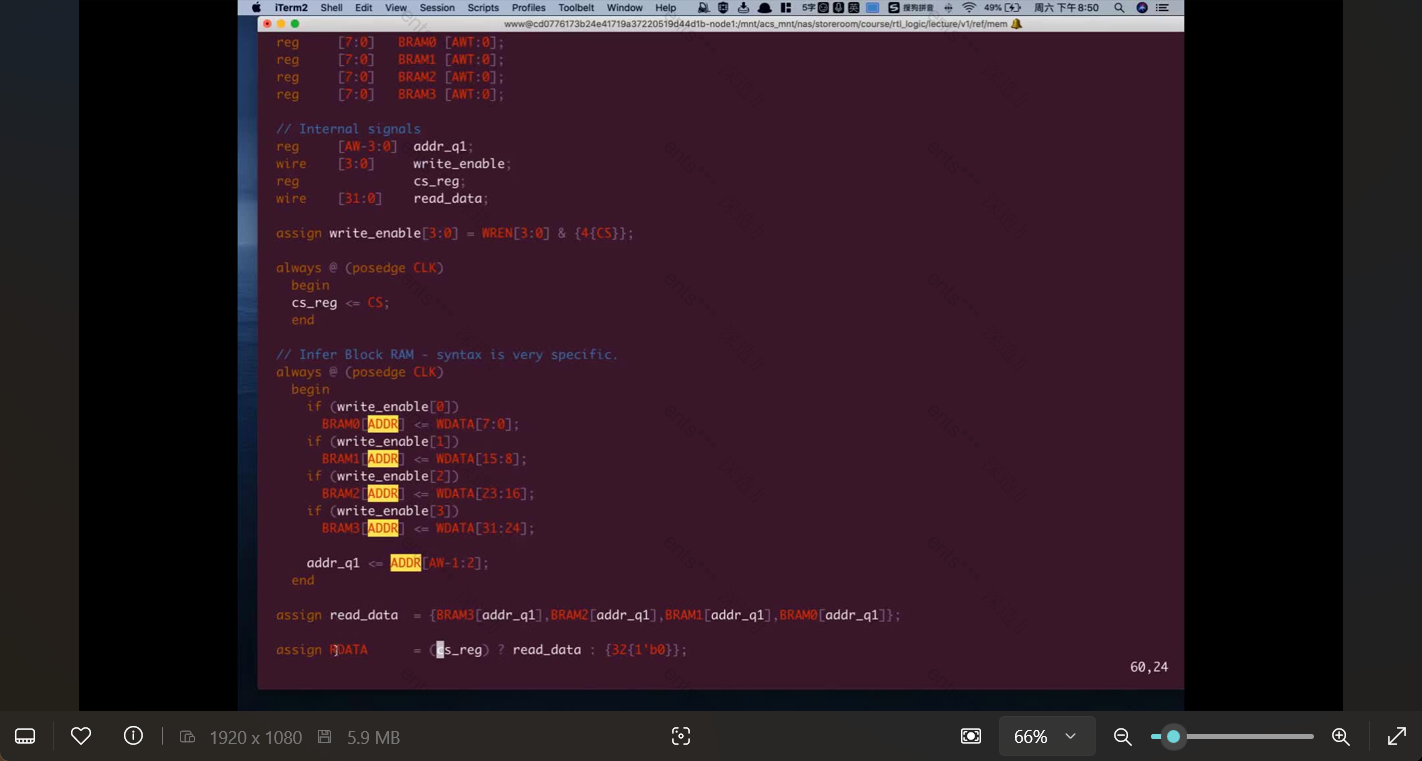 iTerm2 Shell Edit View Session Scripts Profiles Toolbelt Window Help 5字 英 49% 搜狗拼音 周六 下午8:50
www@cd0776173b24e41719a37220519d44d1b-node1:/mnt/acs_mnt/nas/storeroom/course/rtl_logic/lecture/v1/ref/mem
reg [7:0] BRAM0 [AWT:0];
reg [7:0] BRAM1 [AWT:0];
reg [7:0] BRAM2 [AWT:0];
reg [7:0] BRAM3 [AWT:0];
// Internal signals
reg [AW-3:0] addr_q1;
wire [3:0] write_enable;
reg cs_reg;
wire [31:0] read_data;
assign write_enable[3:0] = WREN[3:0] & {4{CS}};
always @ (posedge CLK)
begin
cs_reg <= CS;
end
// Infer Block RAM - syntax is very specific.
always @ (posedge CLK)
begin
if (write_enable[0])
BRAM0[ADDR] <= WDATA[7:0];
if (write_enable[1])
BRAM1[ADDR] <= WDATA[15:8];
if (write_enable[2])
BRAM2[ADDR] <= WDATA[23:16];
if (write_enable[3])
BRAM3[ADDR] <= WDATA[31:24];
addr_q1 <= ADDR[AW-1:2];
end
assign read_data = {BRAM3[addr_q1],BRAM2[addr_q1],BRAM1[addr_q1],BRAM0[addr_q1]};
assign RDATA = (cs_reg) ? read_data : {32{1'b0}};
60,24
1920 x 1080 5.9 MB 66%